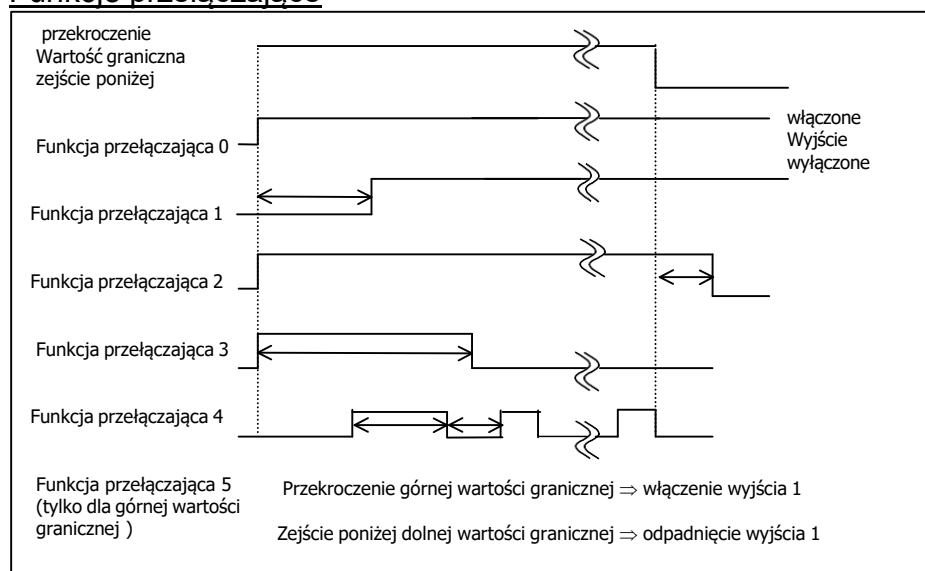 Funkcje przełączające
przekroczenie
Wartość graniczna
zejście poniżej
włączone
Wyjście
wyłączone
Funkcja przełączająca 0
Funkcja przełączająca 1
Funkcja przełączająca 2
Funkcja przełączająca 3
Funkcja przełączająca 4
Funkcja przełączająca 5
(tylko dla górnej wartości
granicznej )
Przekroczenie górnej wartości granicznej ⇒ włączenie wyjścia 1
Zejście poniżej dolnej wartości granicznej ⇒ odpadnięcie wyjścia 1